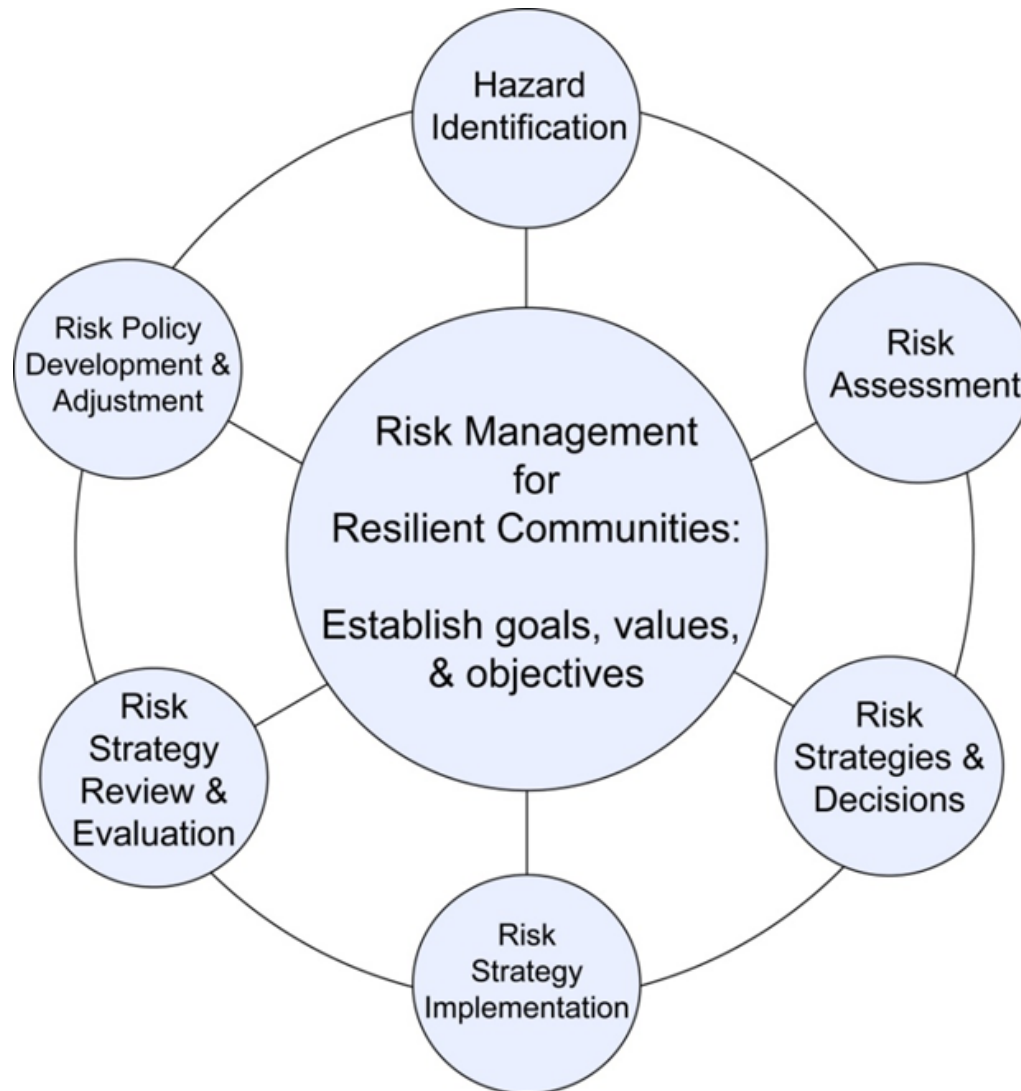 Hazard
Identification
Risk
Assessment
Risk
Strategies &
Decisions
Risk
Strategy
Implementation
Risk
Strategy
Review &
Evaluation
Risk Policy
Development &
Adjustment
Risk Management
for
Resilient Communities:
Establish goals, values,
& objectives